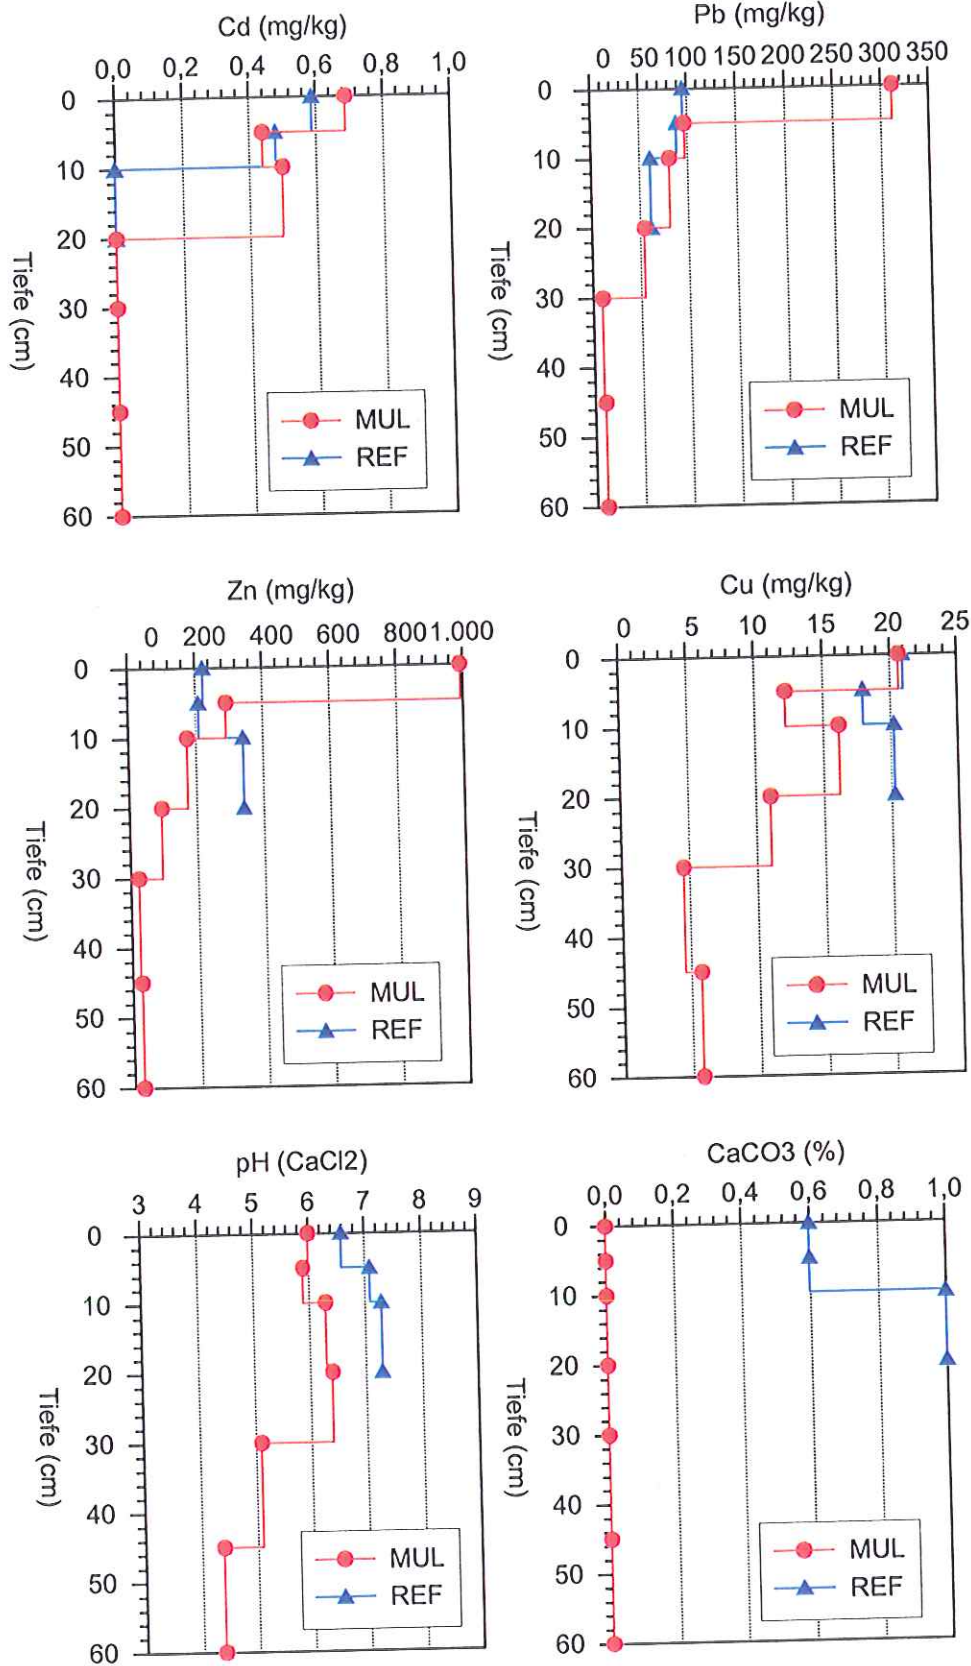 Cd (mg/kg)
0,0 0,2 0,4 0,6 0,8 1,0
0
10
20
30
40
50
60
Tiefe (cm)
MUL
REF
Pb (mg/kg)
0 50 100 150 200 250 300 350
0
10
20
30
40
50
60
Tiefe (cm)
MUL
REF
Zn (mg/kg)
0 200 400 600 800 1.000
0
10
20
30
40
50
60
Tiefe (cm)
MUL
REF
Cu (mg/kg)
0 5 10 15 20 25
0
10
20
30
40
50
60
Tiefe (cm)
MUL
REF
pH (CaCl2)
3 4 5 6 7 8 9
0
10
20
30
40
50
60
Tiefe (cm)
MUL
REF
CaCO3 (%)
0,0 0,2 0,4 0,6 0,8 1,0
0
10
20
30
40
50
60
Tiefe (cm)
MUL
REF